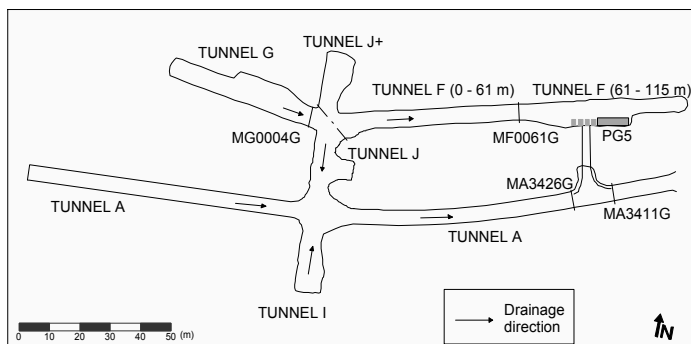 TUNNEL J+
TUNNEL G
TUNNEL F (0 - 61 m)
TUNNEL F (61 - 115 m)
MG0004G
MF0061G
PG5
TUNNEL J
MA3426G
MA3411G
TUNNEL A
TUNNEL A
TUNNEL I
Drainage
direction
0 10 20 30 40 50 (m)
N